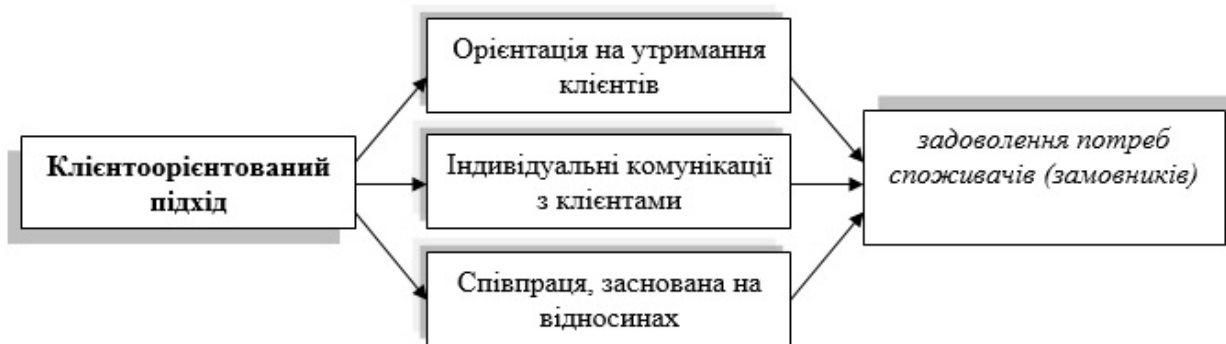 Орієнтація на утримання
клієнтів
Клієнтоорієнтований
підхід
Індивідуальні комунікації
з клієнтами
Співпраця, заснована на
відносинах
задоволення потреб
споживачів (замовників)